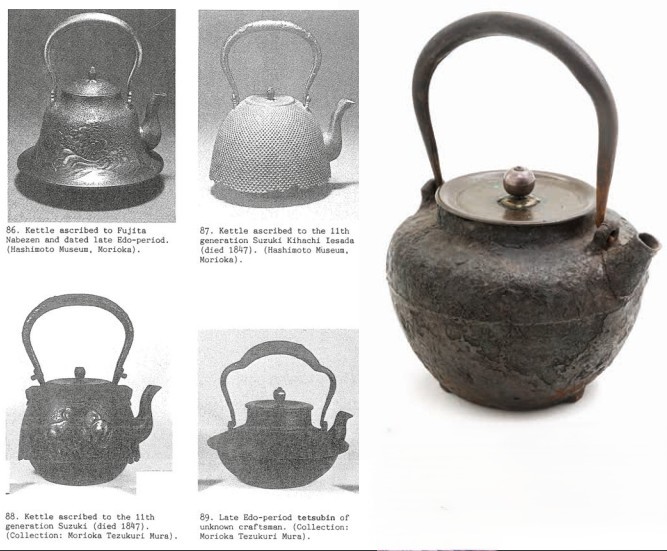 86. Kettle ascribed to Fujita
Nabezen and dated late Edo-period.
(Hashimoto Museum, Morioka).
87. Kettle ascribed to the 11th
generation Suzuki Kihachi Iesada
(died 1847). (Hashimoto Museum,
Morioka).
88. Kettle ascribed to the 11th
generation Suzuki (died 1847).
(Collection: Morioka Tezukuri Mura).
89. Late Edo-period tetsubin of
unknown craftsman. (Collection:
Morioka Tezukuri Mura).